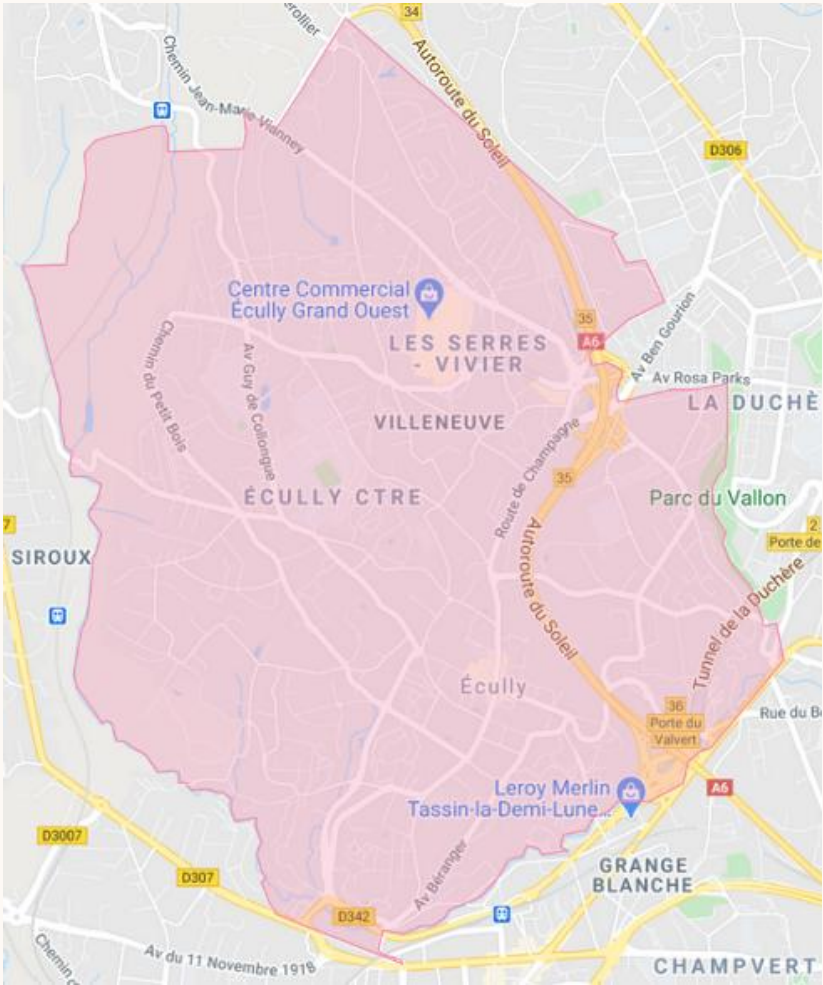 34
Chemin Jean-Marie-Vianney
Autoroute du Soleil
D306
Centre Commercial
Écully Grand Ouest
35
A6
Av Ben Gourion
LES SERRES
- VIVIER
Chemin du Petit Bois
Av Guy de Collongue
Av Rosa Parks
LA DUCHÈ
VILLENEUVE
Route de Champagne
35
ÉCULLY CTRE
Parc du Vallon
7
2
Porte de
SIROUX
Autoroute du Soleil
Tunnel de la Duchère
Écully
36
Porte du
Valvert
Rue du B
Leroy Merlin
Tassin-la-Demi-Lune...
A6
D3007
GRANGE
BLANCHE
D307
Av Béranger
D342
Av du 11 Novembre 1918
Chemin
CHAMPVERT